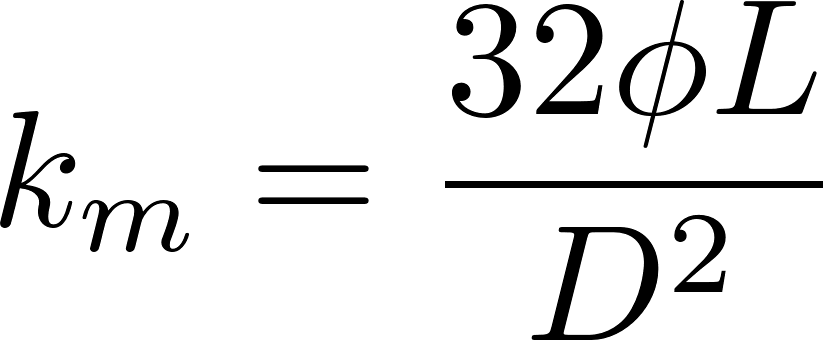 k_m = \frac{32\phi L}{D^2}